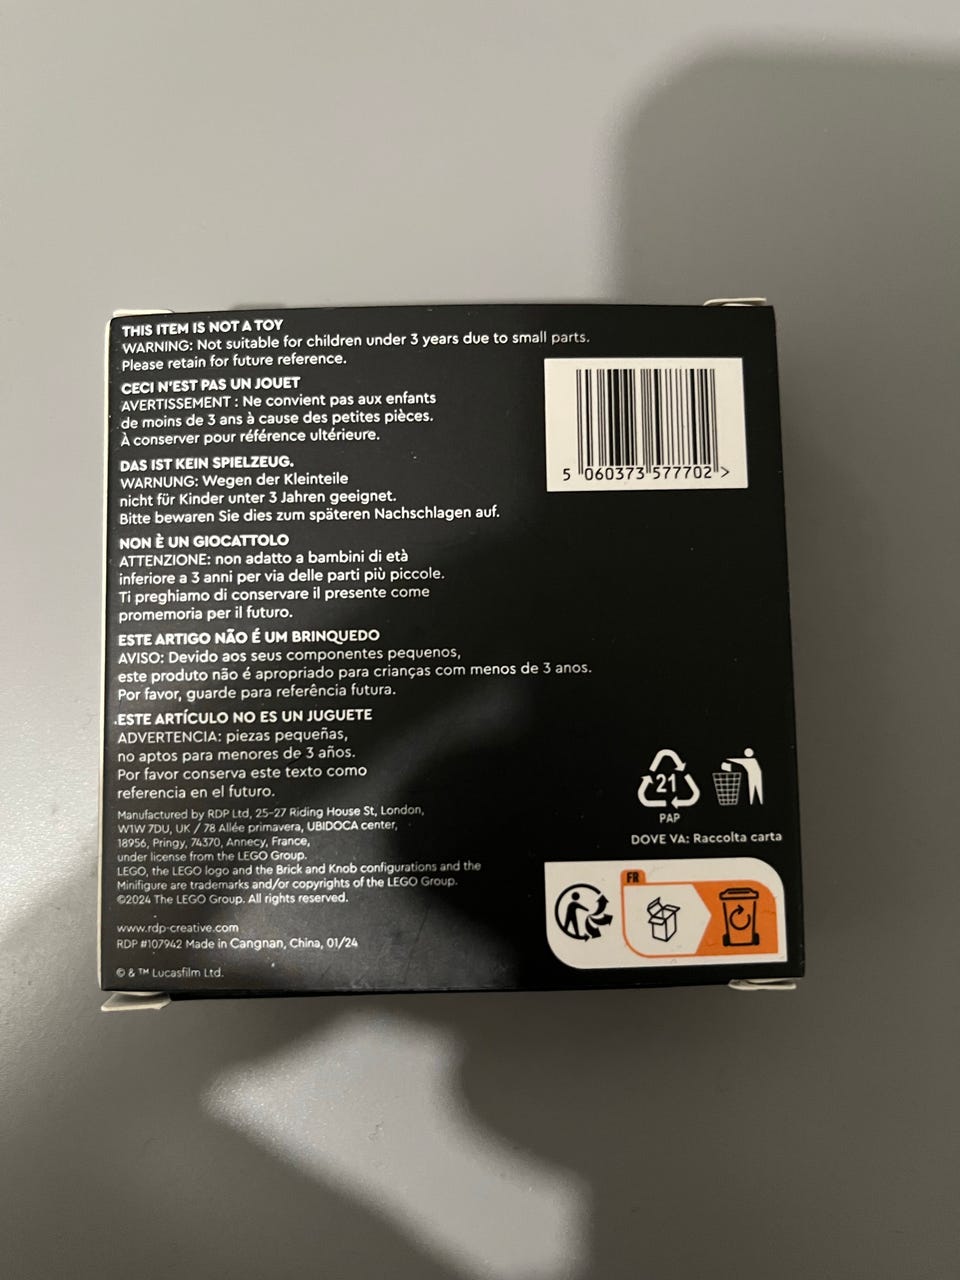 THIS ITEM IS NOT A TOY
WARNING: Not suitable for children under 3 years due to small parts.
Please retain for future reference.
CECI N'EST PAS UN JOUET
AVERTISSEMENT : Ne convient pas aux enfants
de moins de 3 ans à cause des petites pièces.
À conserver pour référence ultérieure.
DAS IST KEIN SPIELZEUG.
WARNUNG: Wegen der Kleinteile
nicht für Kinder unter 3 Jahren geeignet.
Bitte bewaren Sie dies zum späteren Nachschlagen auf.
NON È UN GIOCATTOLO
ATTENZIONE: non adatto a bambini di età
inferiore a 3 anni per via delle parti più piccole.
Ti preghiamo di conservare il presente come
promemoria per il futuro.
ESTE ARTIGO NÃO É UM BRINQUEDO
AVISO: Devido aos seus componentes pequenos,
este produto não é apropriado para crianças com menos de 3 anos.
Por favor, guarde para referência futura.
ESTE ARTÍCULO NO ES UN JUGUETE
ADVERTENCIA: piezas pequeñas,
no aptos para menores de 3 años.
Por favor conserva este texto como
referencia en el futuro.
Manufactured by RDP Ltd, 25-27 Riding House St, London,
W1W 7DU, UK / 78 Allée primavera, UBIDOCA center,
18956, Pringy, 74370, Annecy, France,
under license from the LEGO Group.
LEGO, the LEGO logo and the Brick and Knob configurations and the
Minifigure are trademarks and/or copyrights of the LEGO Group.
©2024 The LEGO Group. All rights reserved.
www.rdp-creative.com
RDP #107942 Made in Cangnan, China, 01/24
© & ™ Lucasfilm Ltd.
5 060373 577702 >
21
PAP
DOVE VA: Raccolta carta
FR